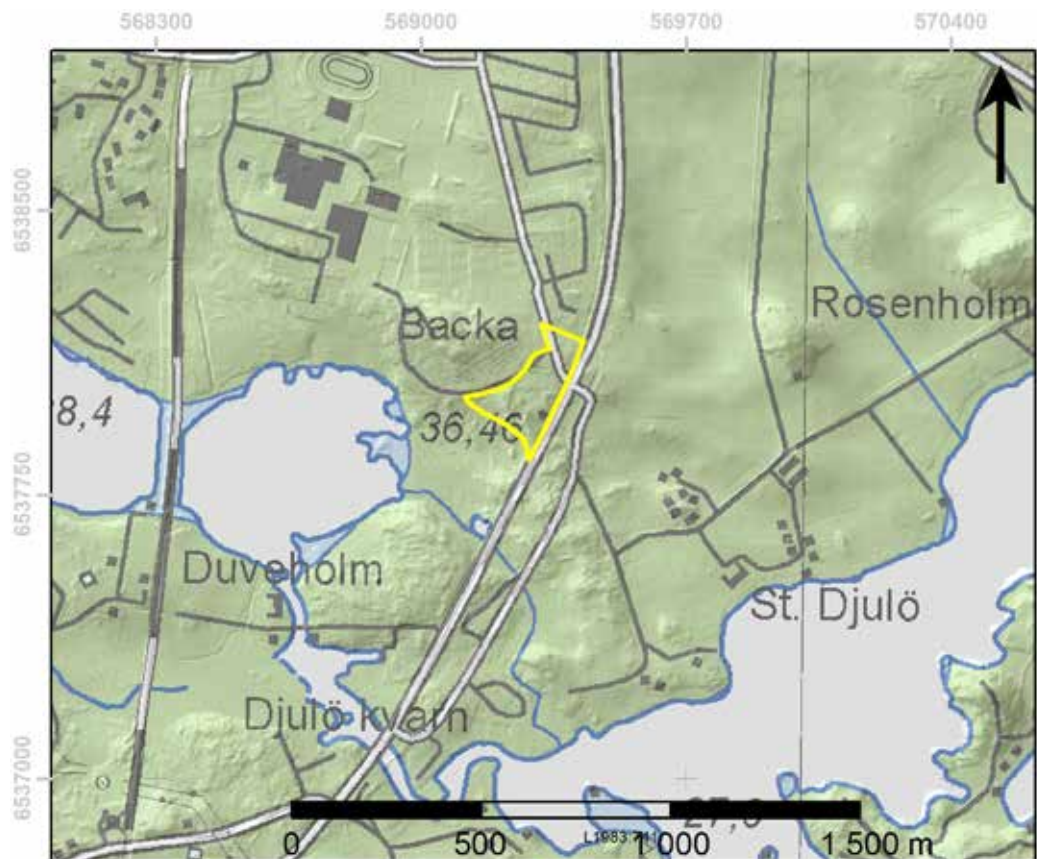 568300 569000 569700 570400
6538500
Rosenholm
Backa
8,4
36,46
6537750
Duveholm
St. Djulö
Djulö kvarn
6537000
0 500 1 000 1 500 m